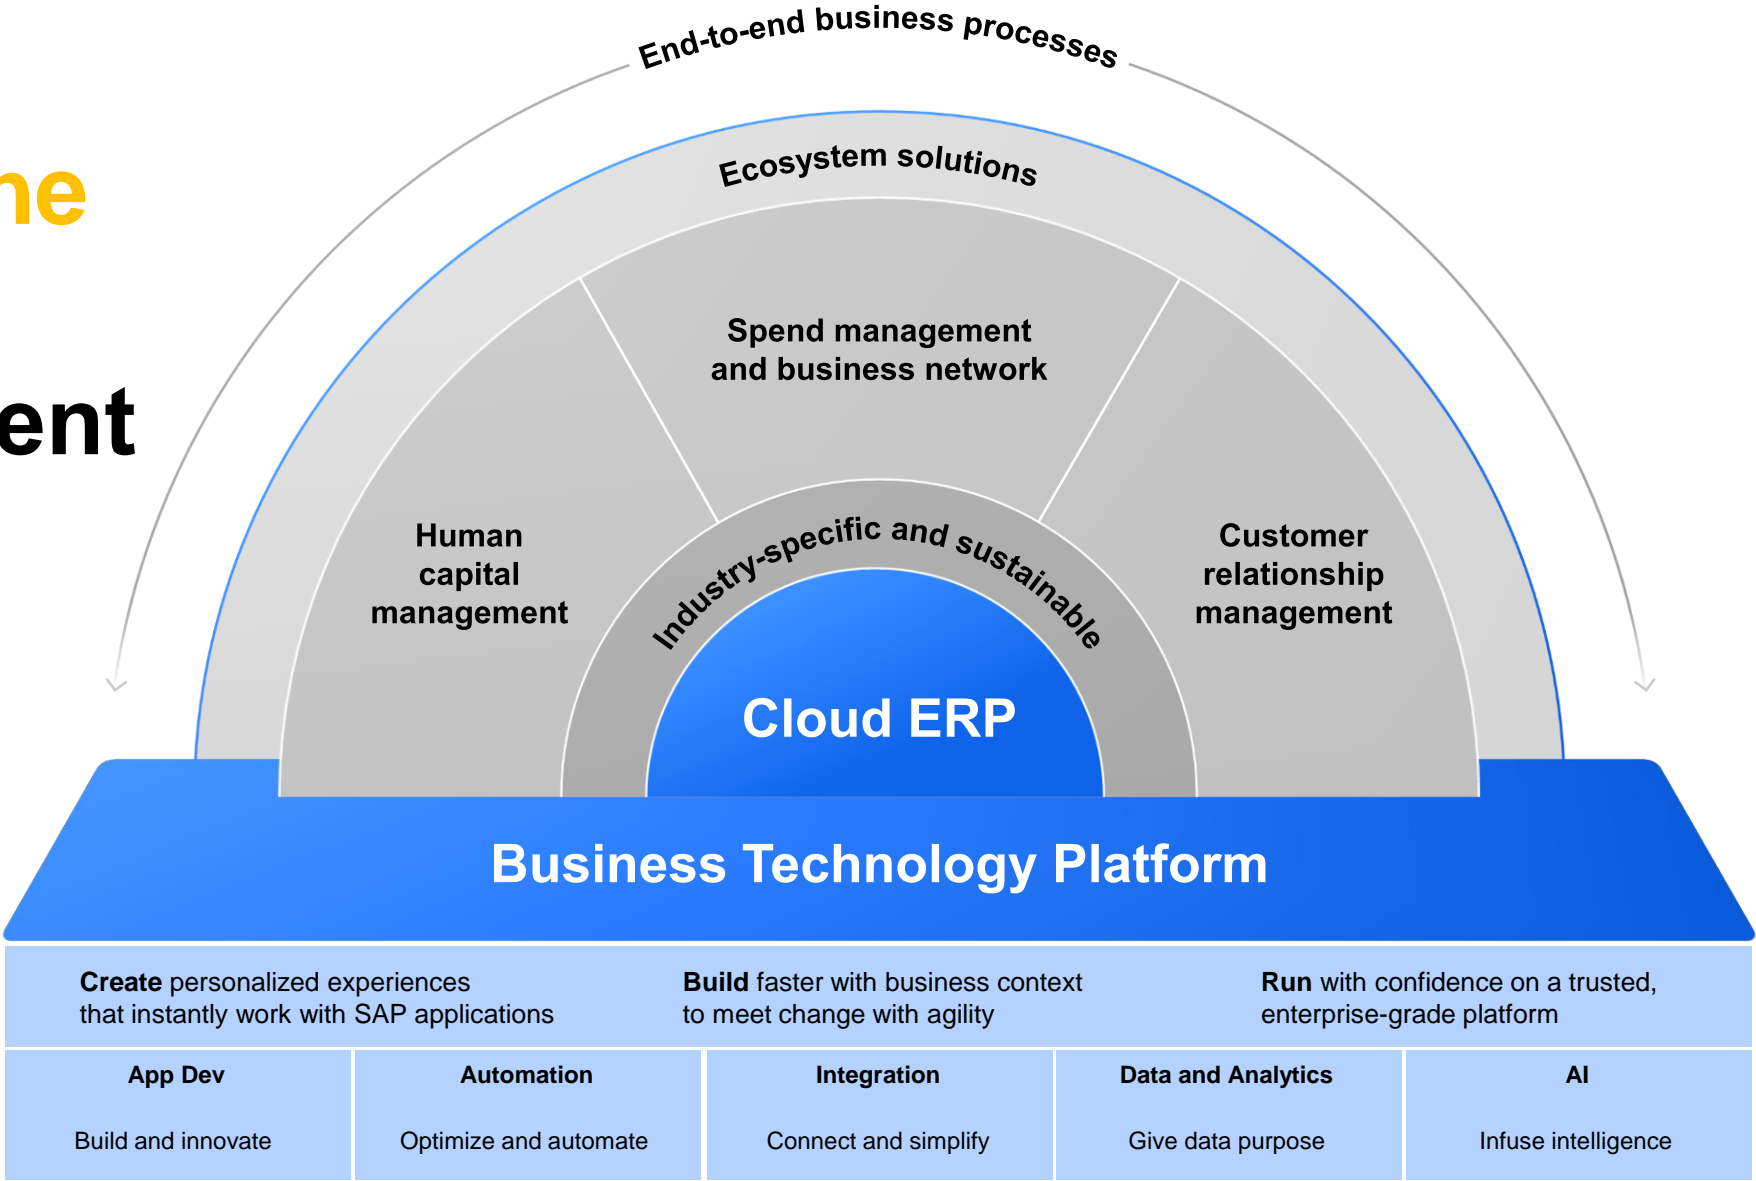 End-to-end business processes
Ecosystem solutions
Spend management
and business network
Human
capital
management
Customer
relationship
management
Industry-specific and sustainable
Cloud ERP
Business Technology Platform
Create personalized experiences
that instantly work with SAP applications
Build faster with business context
to meet change with agility
Run with confidence on a trusted,
enterprise-grade platform
App Dev
Build and innovate
Automation
Optimize and automate
Integration
Connect and simplify
Data and Analytics
Give data purpose
AI
Infuse intelligence